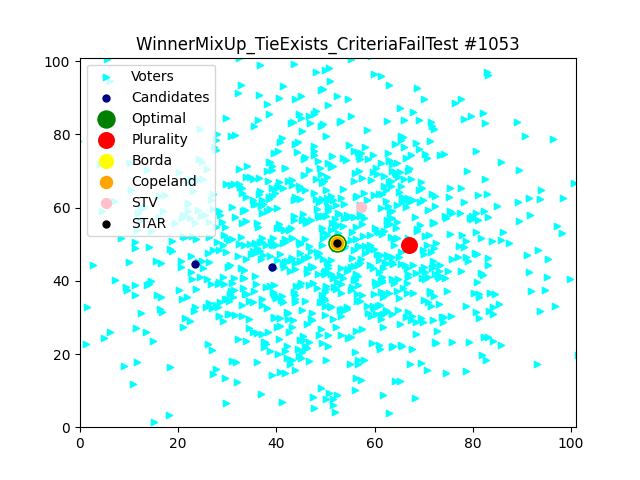 WinnerMixUp_TieExists_CriteriaFailTest #1053
100
80
60
40
20
0
Voters
Candidates
Optimal
Plurality
Borda
Copeland
STV
STAR
0 20 40 60 80 100